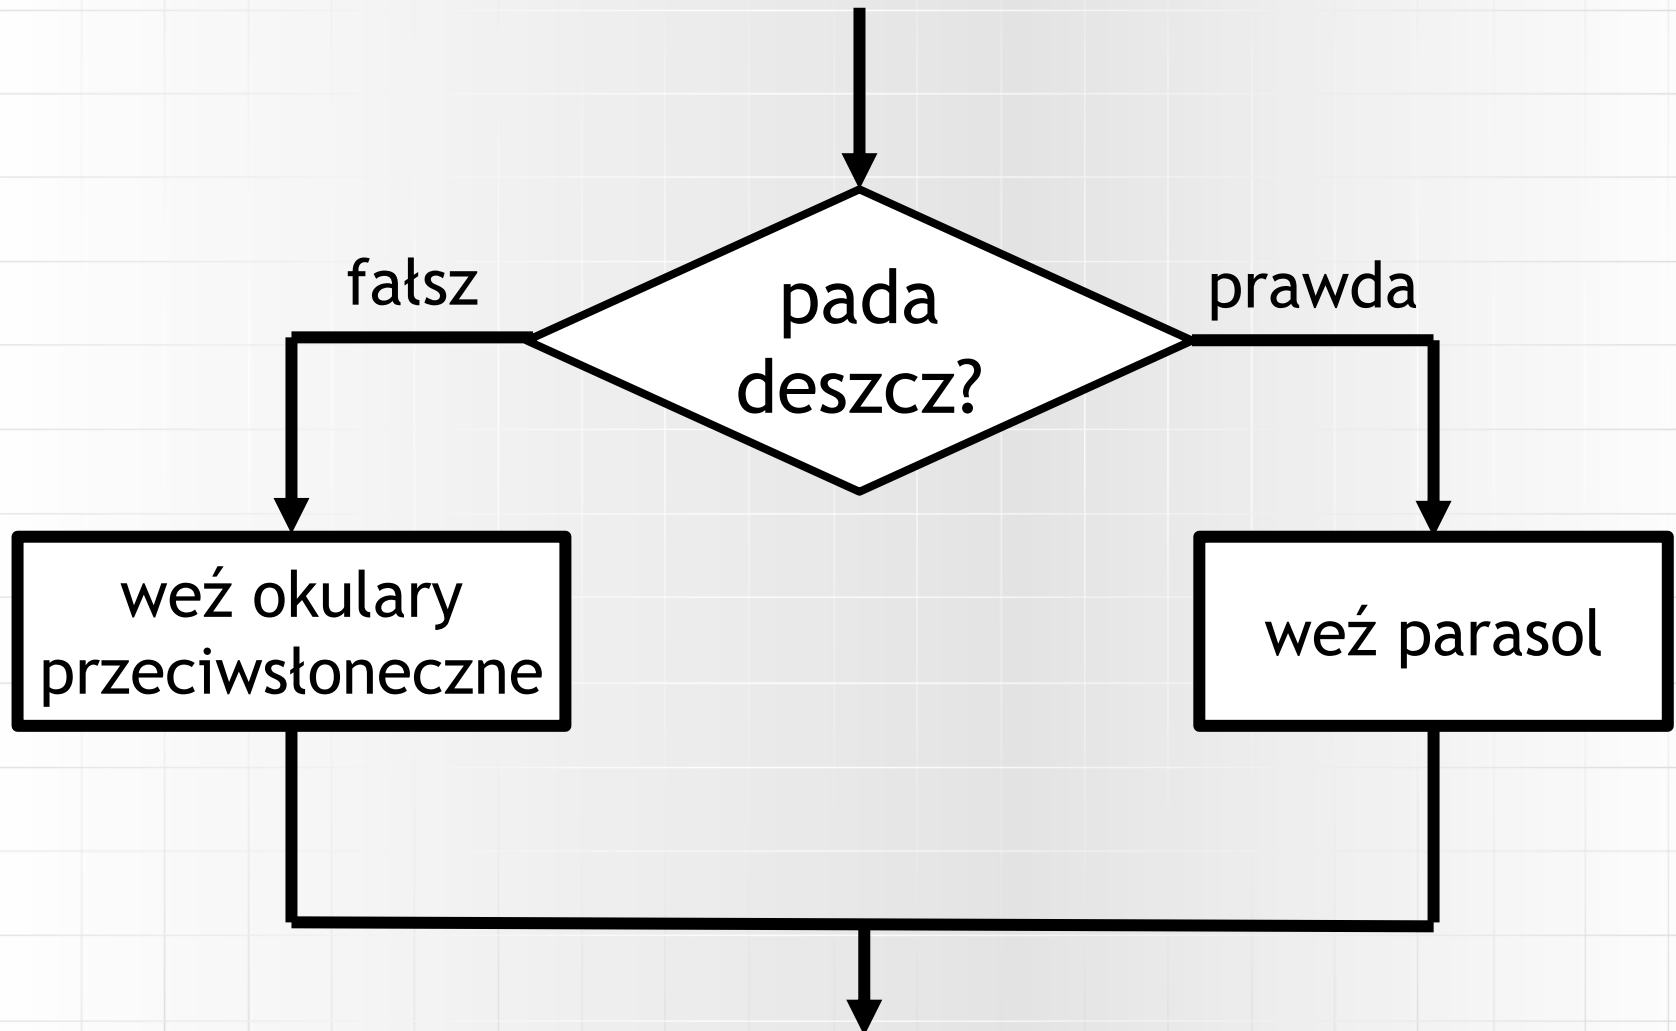 fałsz
pada
deszcz?
prawda
weź okulary
przeciwsłoneczne
weź parasol